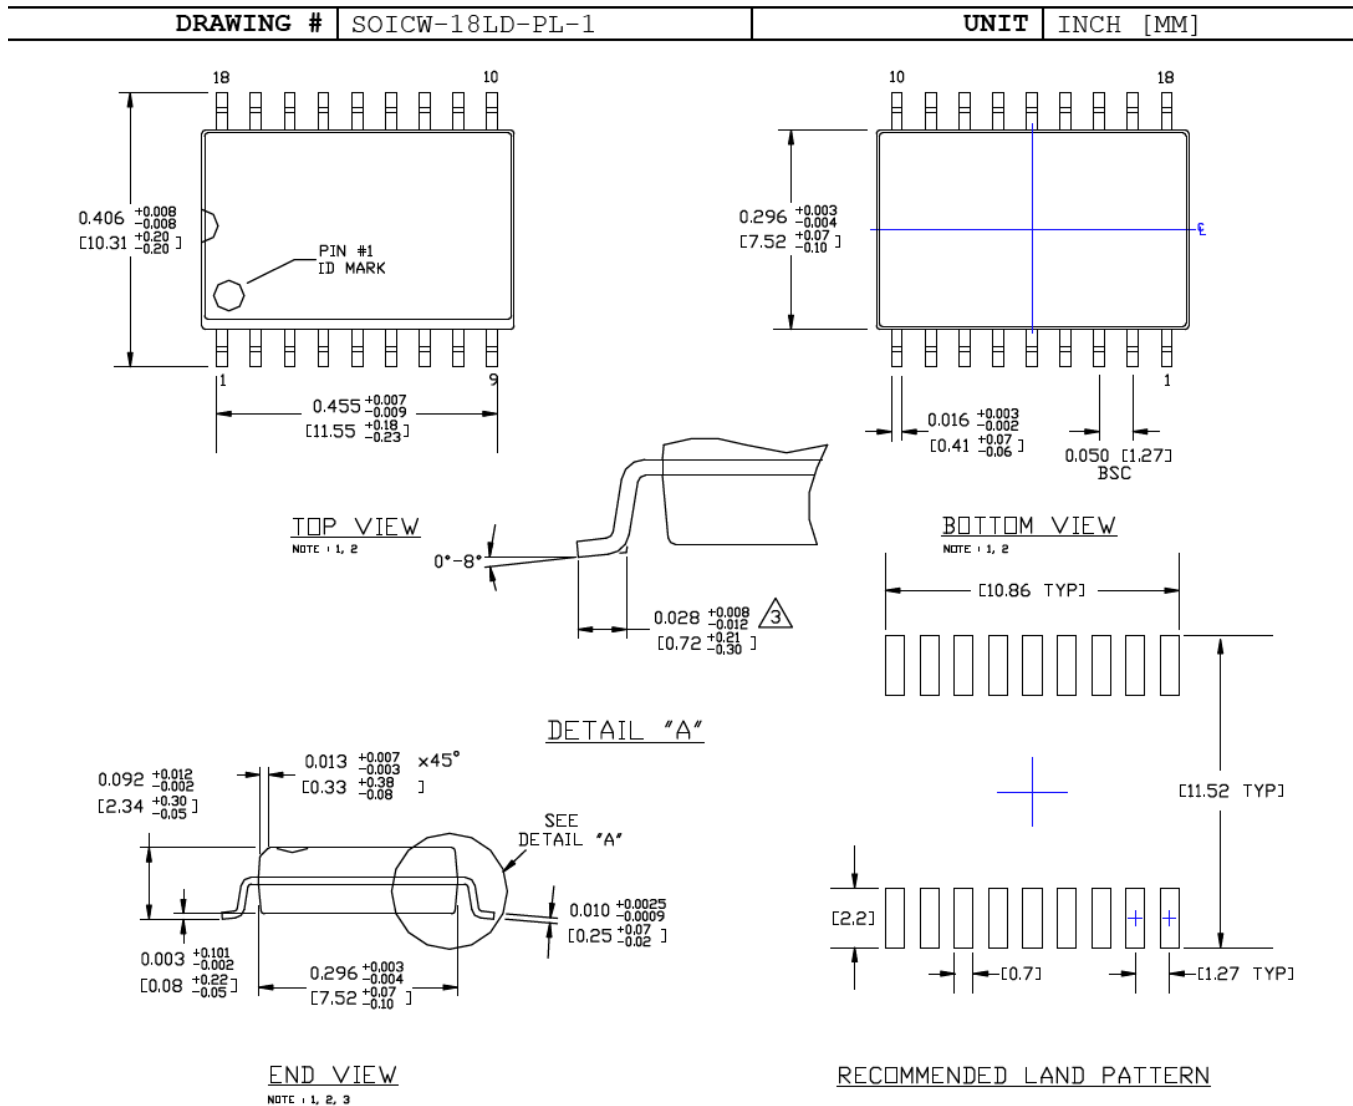 DRAWING # SOICW-18LD-PL-1 UNIT INCH [MM]
18 10
10 18
0.406 +0.008 -0.008
[10.31 +0.20 -0.20 ]
PIN #1
ID MARK
0.296 +0.003 -0.004
[7.52 +0.07 -0.10 ]
℄
1 9
0.455 +0.007 -0.009
[11.55 +0.18 -0.23 ]
1
0.016 +0.003 -0.002
[0.41 +0.07 -0.06 ]
0.050 [1.27]
BSC
TOP VIEW
NOTE : 1, 2
BOTTOM VIEW
NOTE : 1, 2
0°-8°
0.028 +0.008 -0.012 3
[0.72 +0.21 -0.30 ]
DETAIL "A"
[10.86 TYP]
[11.52 TYP]
[2.2]
[0.7]
[1.27 TYP]
0.013 +0.007 -0.003 x45°
[0.33 +0.38 -0.08 ]
0.092 +0.012 -0.002
[2.34 +0.30 -0.05 ]
SEE
DETAIL "A"
0.010 +0.0025 -0.0009
[0.25 +0.07 -0.02 ]
0.003 +0.101 -0.002
[0.08 +0.22 -0.05 ]
0.296 +0.003 -0.004
[7.52 +0.07 -0.10 ]
END VIEW
NOTE : 1, 2, 3
RECOMMENDED LAND PATTERN